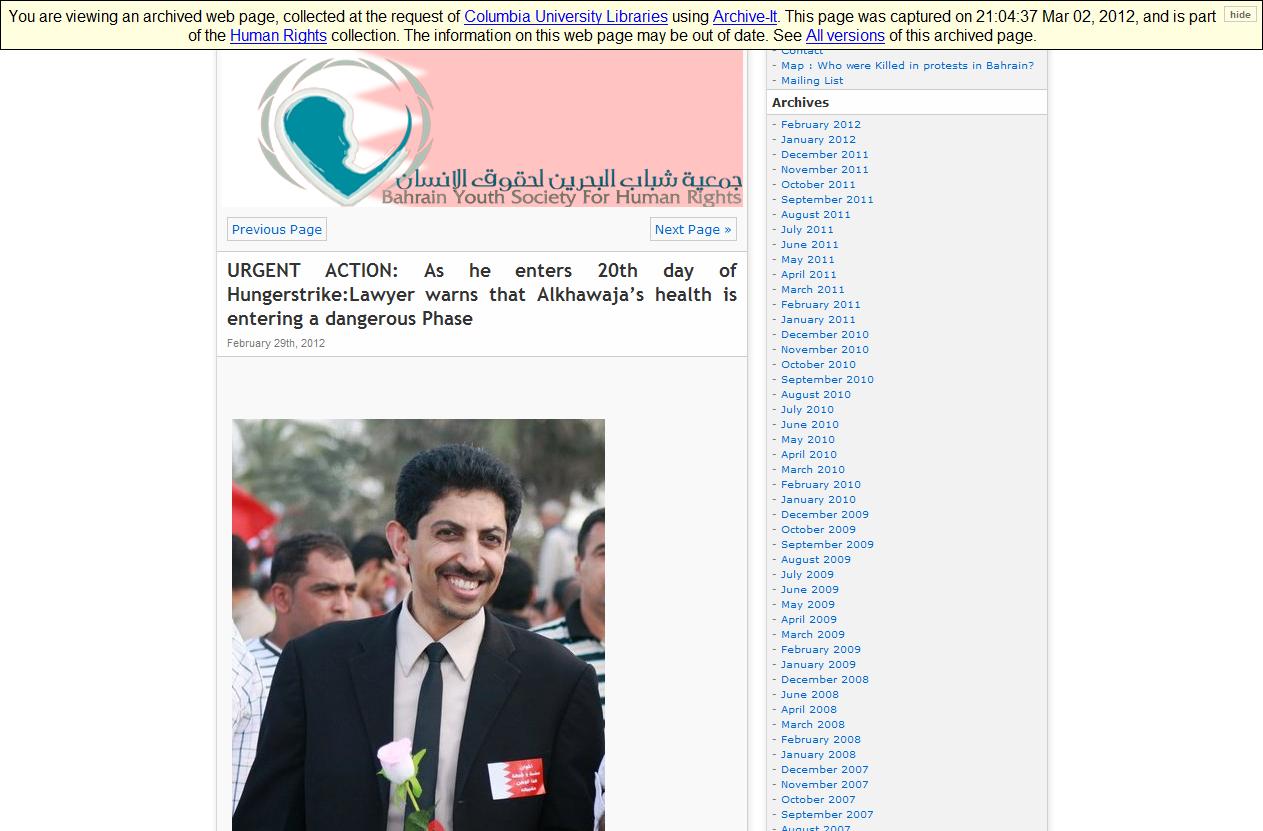 You are viewing an archived web page, collected at the request of Columbia University Libraries using Archive-It. This page was captured on 21:04:37 Mar 02, 2012, and is part
of the Human Rights collection. The information on this web page may be out of date. See All versions of this archived page.
hide
جمعية شباب البحرين لحقوق الإنسان
Bahrain Youth Society For Human Rights
Previous Page
Next Page »
URGENT ACTION: As he enters 20th day of
Hungerstrike:Lawyer warns that Alkhawaja’s health is
entering a dangerous Phase
February 29th, 2012
- Contact
- Map : Who were Killed in protests in Bahrain?
- Mailing List
Archives
- February 2012
- January 2012
- December 2011
- November 2011
- October 2011
- September 2011
- August 2011
- July 2011
- June 2011
- May 2011
- April 2011
- March 2011
- February 2011
- January 2011
- December 2010
- November 2010
- October 2010
- September 2010
- August 2010
- July 2010
- June 2010
- May 2010
- April 2010
- March 2010
- February 2010
- January 2010
- December 2009
- October 2009
- September 2009
- August 2009
- July 2009
- June 2009
- May 2009
- April 2009
- March 2009
- February 2009
- January 2009
- December 2008
- June 2008
- April 2008
- March 2008
- February 2008
- January 2008
- December 2007
- November 2007
- October 2007
- September 2007
- August 2007